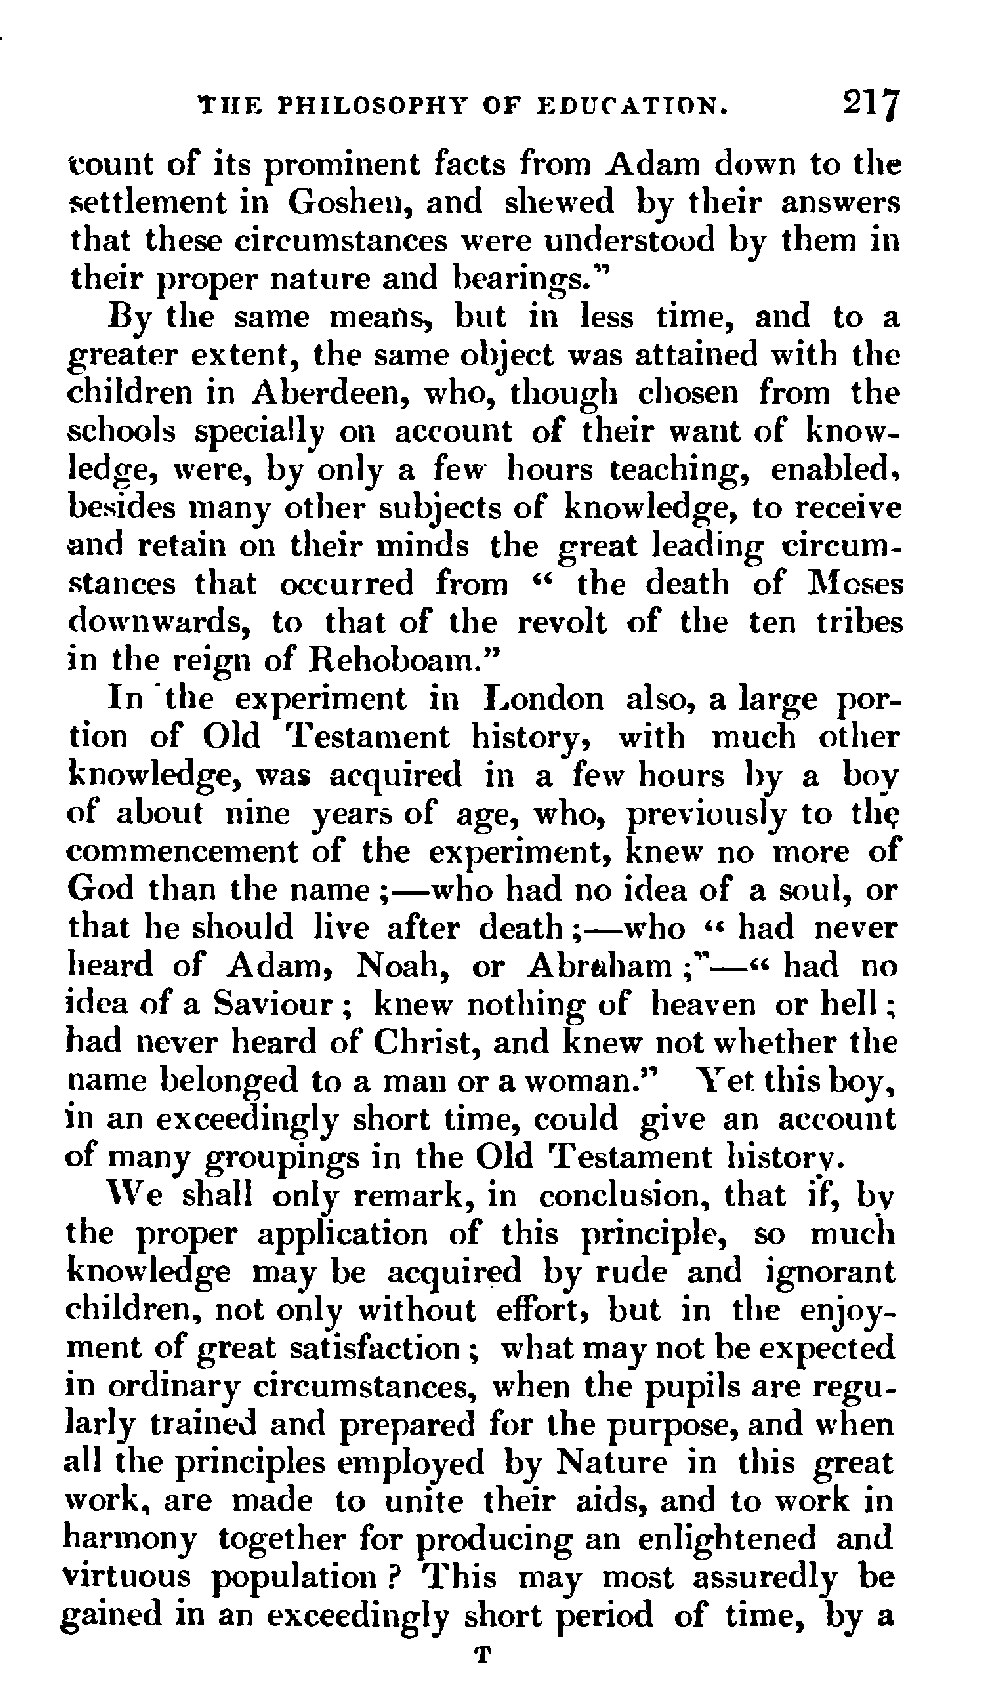 THE PHILOSOPHY OF EDUCATION. 217
count of its prominent facts from Adam down to the
settlement in Goshen, and shewed by their answers
that these circumstances were understood by them in
their proper nature and bearings."
By the same means, but in less time, and to a
greater extent, the same object was attained with the
children in Aberdeen, who, though chosen from the
schools specially on account of their want of know-
ledge, were, by only a few hours teaching, enabled,
besides many other subjects of knowledge, to receive
and retain on their minds the great leading circum-
stances that occurred from “ the death of Moses
downwards, to that of the revolt of the ten tribes
in the reign of Rehoboam.”
In the experiment in London also, a large por-
tion of Old Testament history, with much other
knowledge, was acquired in a few hours by a boy
of about nine years of age, who, previously to the
commencement of the experiment, knew no more of
God than the name ;—who had no idea of a soul, or
that he should live after death ;—who “ had never
heard of Adam, Noah, or Abraham ;”—“ had no
idea of a Saviour ; knew nothing of heaven or hell ;
had never heard of Christ, and knew not whether the
name belonged to a man or a woman.” Yet this boy,
in an exceedingly short time, could give an account
of many groupings in the Old Testament history.
We shall only remark, in conclusion, that if, by
the proper application of this principle, so much
knowledge may be acquired by rude and ignorant
children, not only without effort, but in the enjoy-
ment of great satisfaction ; what may not be expected
in ordinary circumstances, when the pupils are regu-
larly trained and prepared for the purpose, and when
all the principles employed by Nature in this great
work, are made to unite their aids, and to work in
harmony together for producing an enlightened and
virtuous population ? This may most assuredly be
gained in an exceedingly short period of time, by a
T